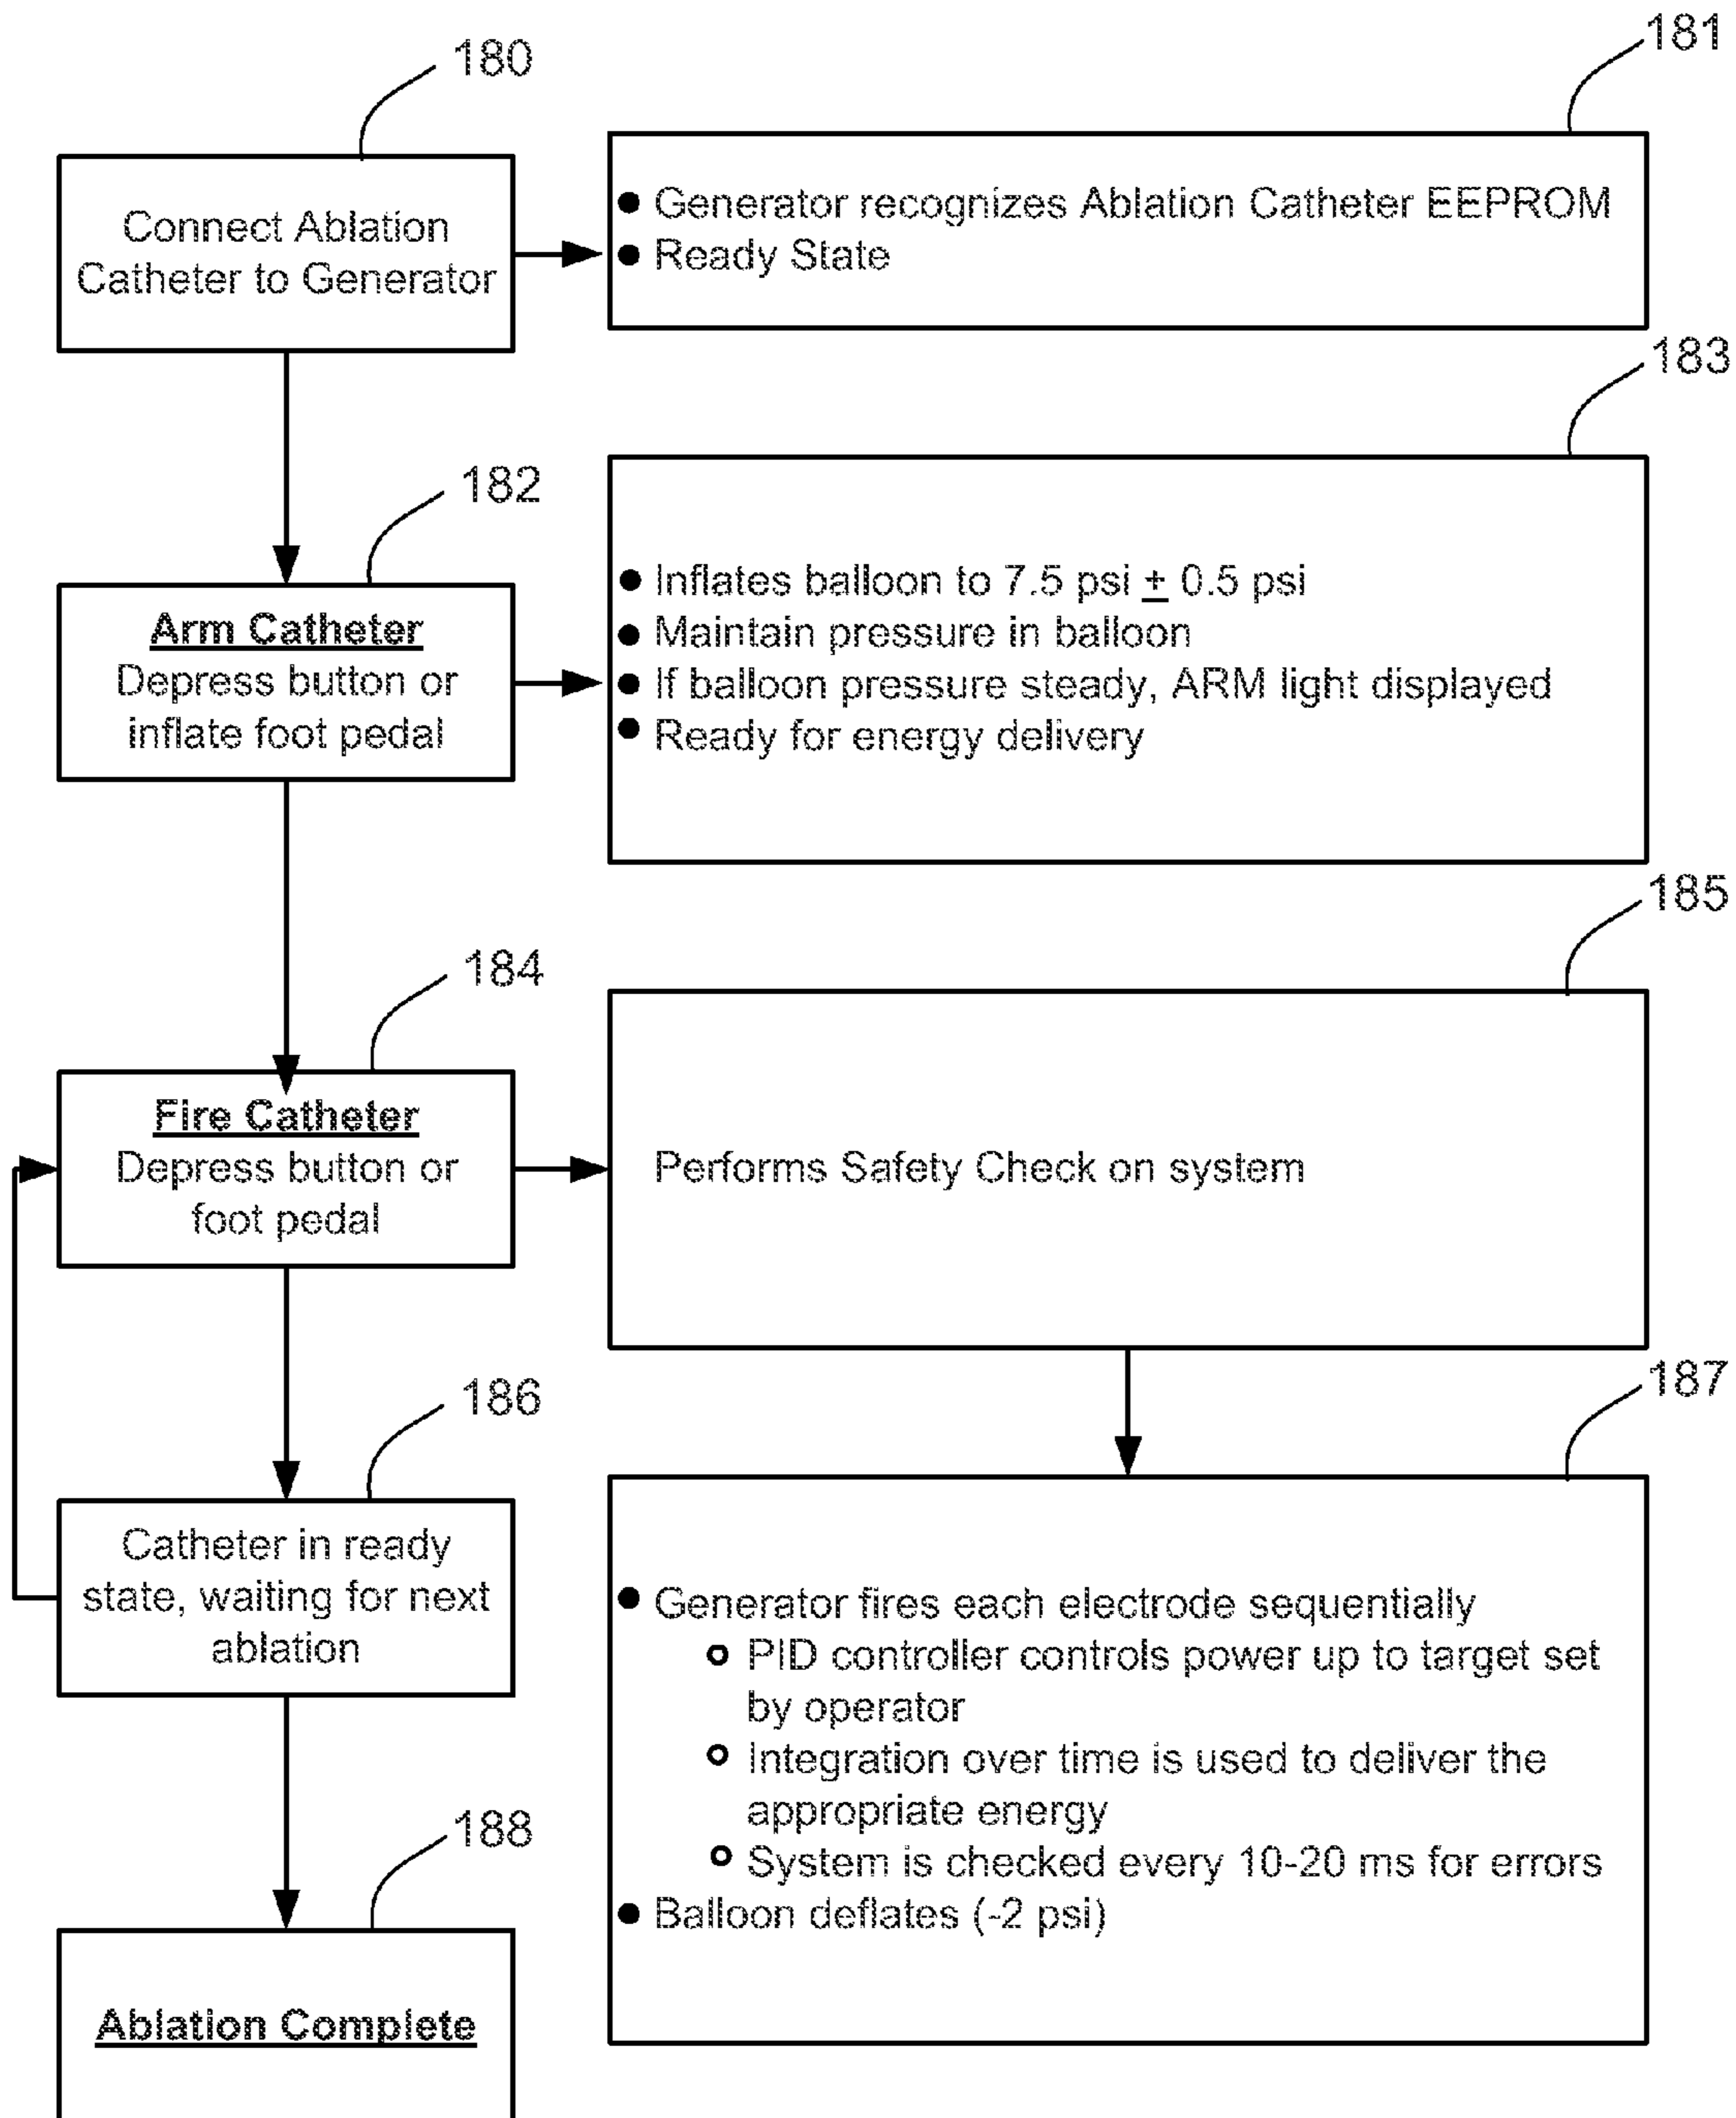 180
181
Connect Ablation
Catheter to Generator
● Generator recognizes Ablation Catheter EEPROM
● Ready State
182
183
Arm Catheter
Depress button or
inflate foot pedal
● Inflates balloon to 7.5 psi ± 0.5 psi
● Maintain pressure in balloon
● If balloon pressure steady, ARM light displayed
● Ready for energy delivery
184
185
Fire Catheter
Depress button or
foot pedal
Performs Safety Check on system
186
187
Catheter in ready
state, waiting for next
ablation
● Generator fires each electrode sequentially
o PID controller controls power up to target set
by operator
o Integration over time is used to deliver the
appropriate energy
o System is checked every 10-20 ms for errors
● Balloon deflates (-2 psi)
188
Ablation Complete